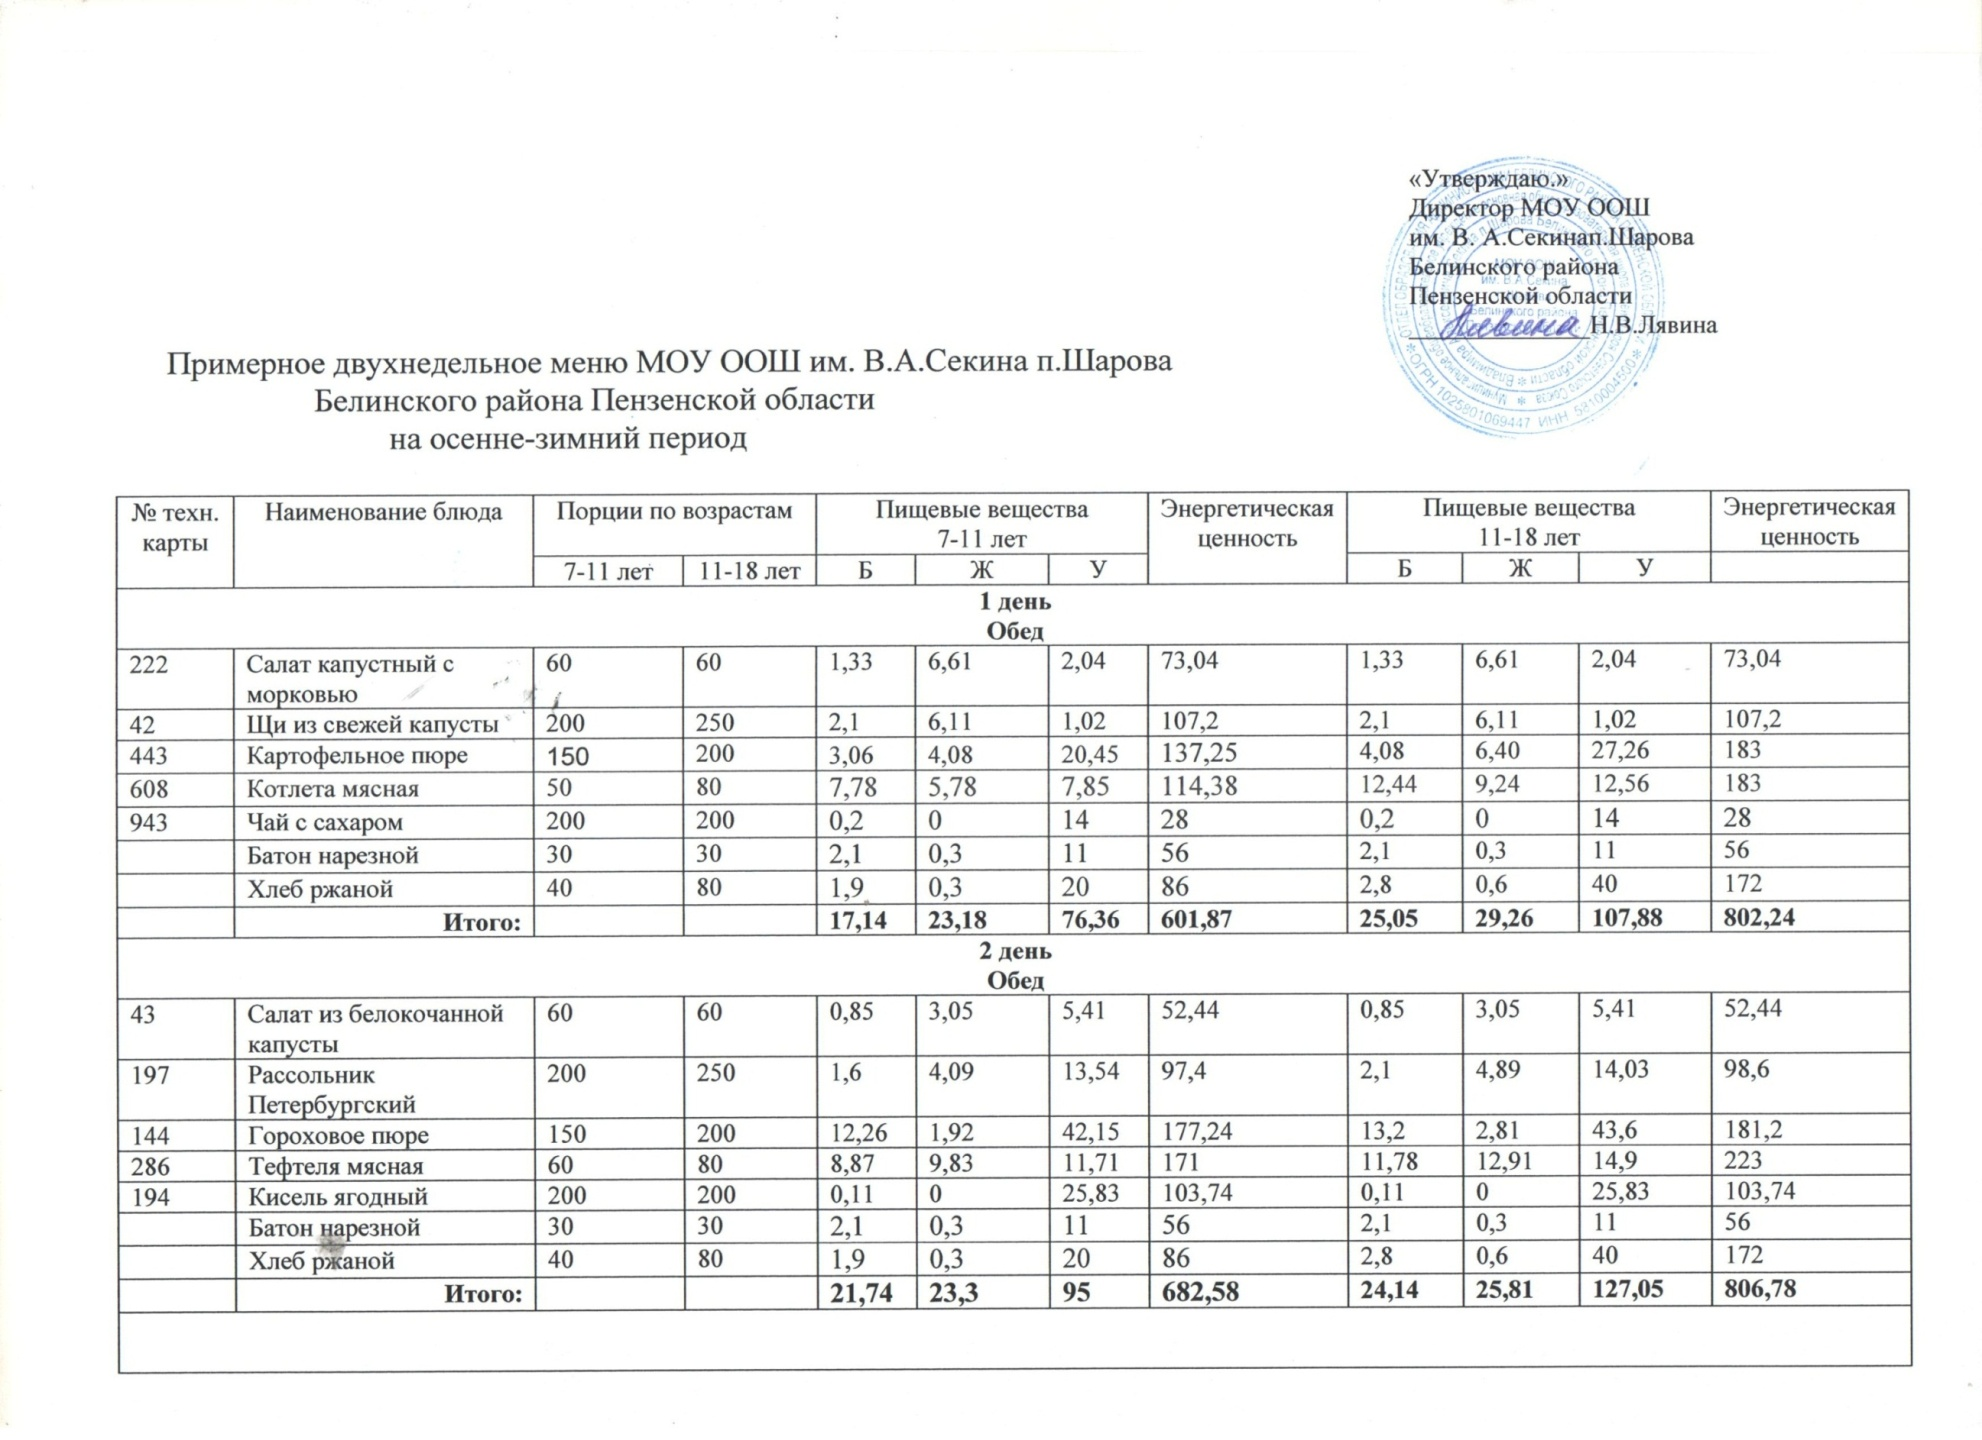 «Утверждаю.»
Директор МОУ ООШ
им. В. А.Секинап.Шарова
Белинского района
Пензенской области
Н.В.Лявина
Примерное двухнедельное меню МОУ ООШ им. В.А.Секина п.Шарова
Белинского района Пензенской области
на осенне-зимний период
№ техн. карты Наименование блюда Порции по возрастам Пищевые вещества 7-11 лет Энергетическая ценность Пищевые вещества 11-18 лет Энергетическая ценность
7-11 лет 11-18 лет Б Ж У Б Ж У
1 день
Обед
222 Салат капустный с морковью 60 60 1,33 6,61 2,04 73,04 1,33 6,61 2,04 73,04
42 Щи из свежей капусты 200 250 2,1 6,11 1,02 107,2 2,1 6,11 1,02 107,2
443 Картофельное пюре 150 200 3,06 4,08 20,45 137,25 4,08 6,40 27,26 183
608 Котлета мясная 50 80 7,78 5,78 7,85 114,38 12,44 9,24 12,56 183
943 Чай с сахаром 200 200 0,2 0 14 28 0,2 0 14 28
Батон нарезной 30 30 2,1 0,3 11 56 2,1 0,3 11 56
Хлеб ржаной 40 80 1,9 0,3 20 86 2,8 0,6 40 172
Итого: 17,14 23,18 76,36 601,87 25,05 29,26 107,88 802,24
2 день
Обед
43 Салат из белокочанной капусты 60 60 0,85 3,05 5,41 52,44 0,85 3,05 5,41 52,44
197 Рассольник Петербургский 200 250 1,6 4,09 13,54 97,4 2,1 4,89 14,03 98,6
144 Гороховое пюре 150 200 12,26 1,92 42,15 177,24 13,2 2,81 43,6 181,2
286 Тефтеля мясная 60 80 8,87 9,83 11,71 171 11,78 12,91 14,9 223
194 Кисель ягодный 200 200 0,11 0 25,83 103,74 0,11 0 25,83 103,74
Батон нарезной 30 30 2,1 0,3 11 56 2,1 0,3 11 56
Хлеб ржаной 40 80 1,9 0,3 20 86 2,8 0,6 40 172
Итого: 21,74 23,3 95 682,58 24,14 25,81 127,05 806,78